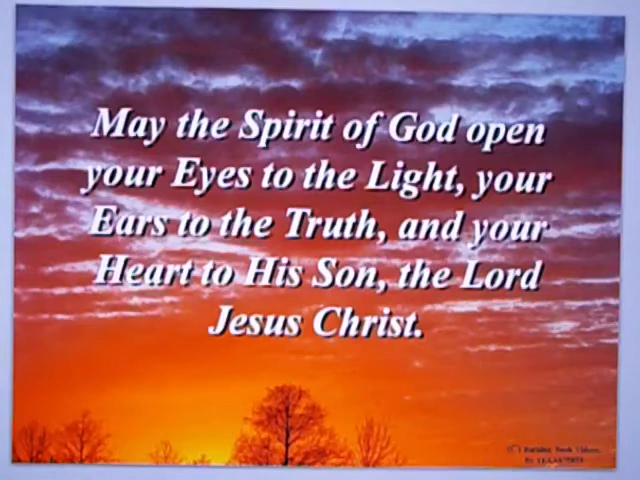 May the Spirit of God open
your Eyes to the Light, your
Ears to the Truth, and your
Heart to His Son, the Lord
Jesus Christ.